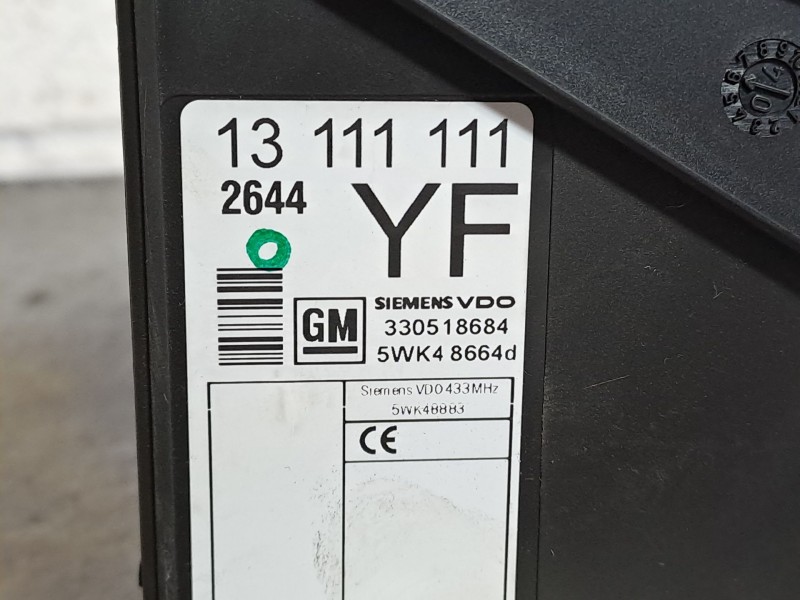 13 111 111
2644
YF
GM
SIEMENS VDO
330518684
5WK4 8664d
Siemens VDO 433MHz
5WK48883
CE